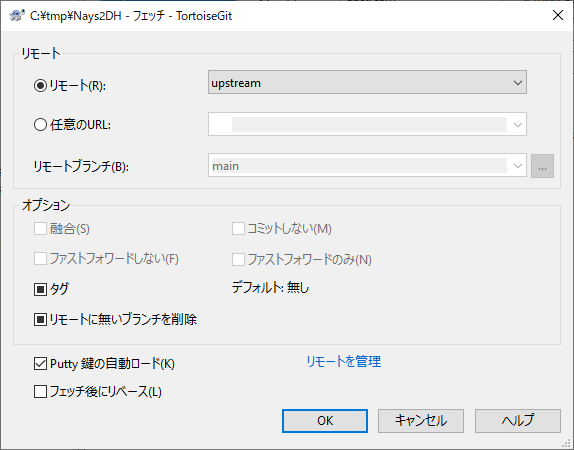 C:¥tmp¥Nays2DH - フェッチ - TortoiseGit
リモート
リモート(R):
upstream
任意のURL:
リモートブランチ(B):
main
...
オプション
融合(S)
コミットしない(M)
ファストフォワードしない(F)
ファストフォワードのみ(N)
タグ
デフォルト: 無し
リモートに無いブランチを削除
Putty 鍵の自動ロード(K)
リモートを管理
フェッチ後にリベース(L)
OK
キャンセル
ヘルプ